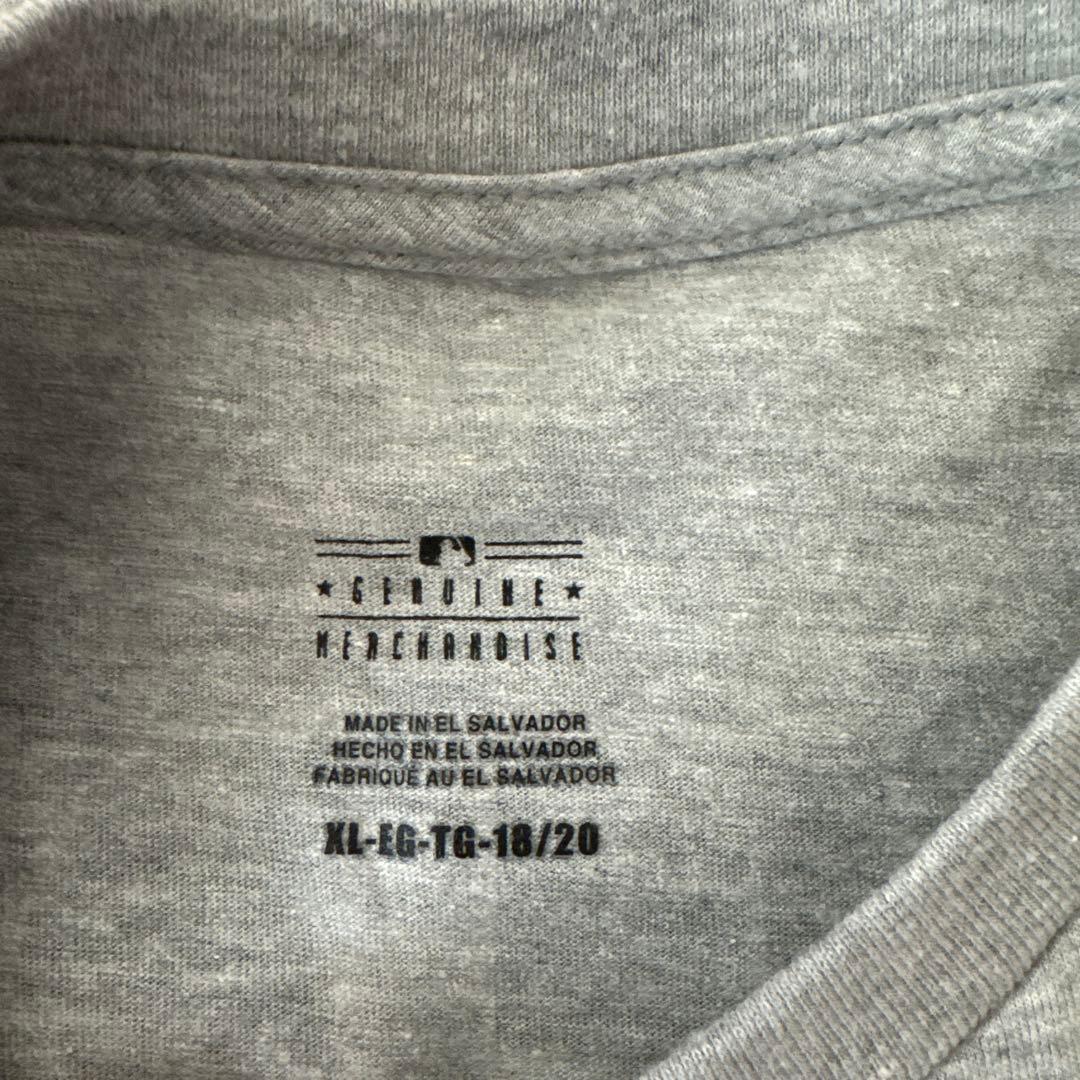 GENUINE
MERCHANDISE
MADE IN EL SALVADOR
HECHO EN EL SALVADOR
FABRIQUÉ AU EL SALVADOR
XL-EG-TG-18/20